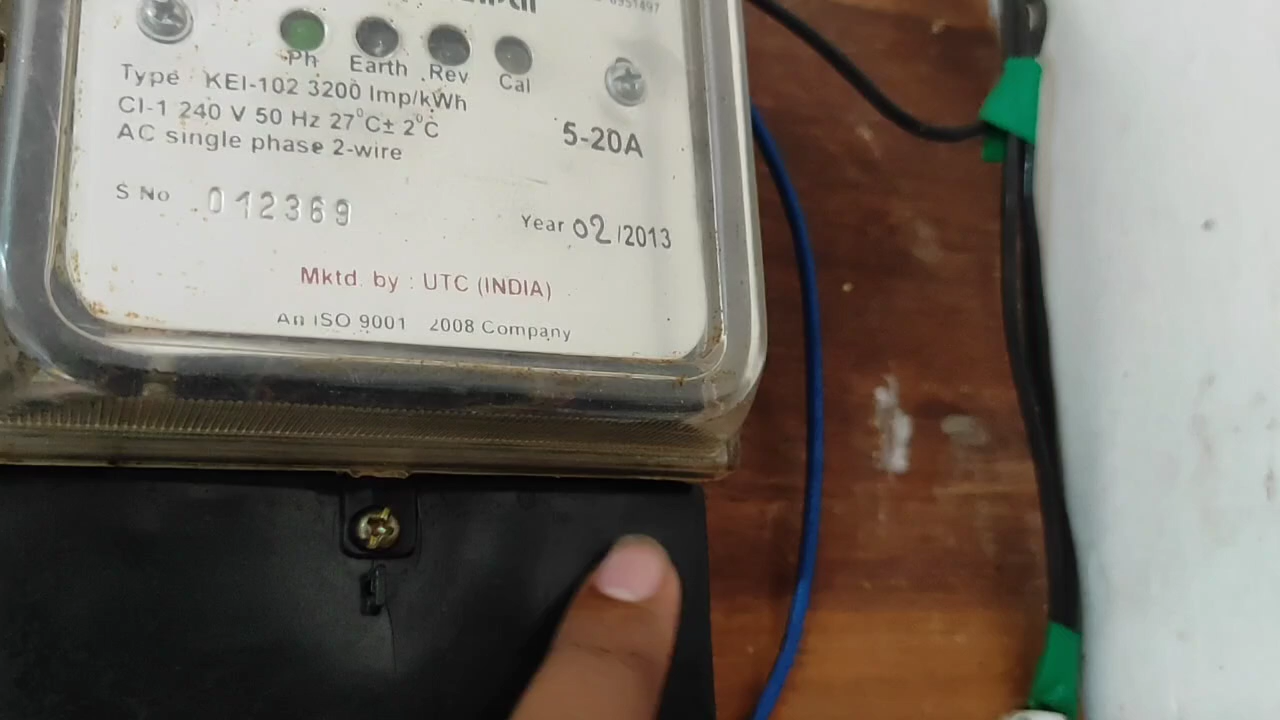 Ph Earth Rev Cal
Type KEI-102 3200 Imp/kWh
Cl-1 240 V 50 Hz 27°C± 2°C
AC single phase 2-wire
5-20A
S No 012369
Year 02/2013
Mktd. by : UTC (INDIA)
An ISO 9001 2008 Company